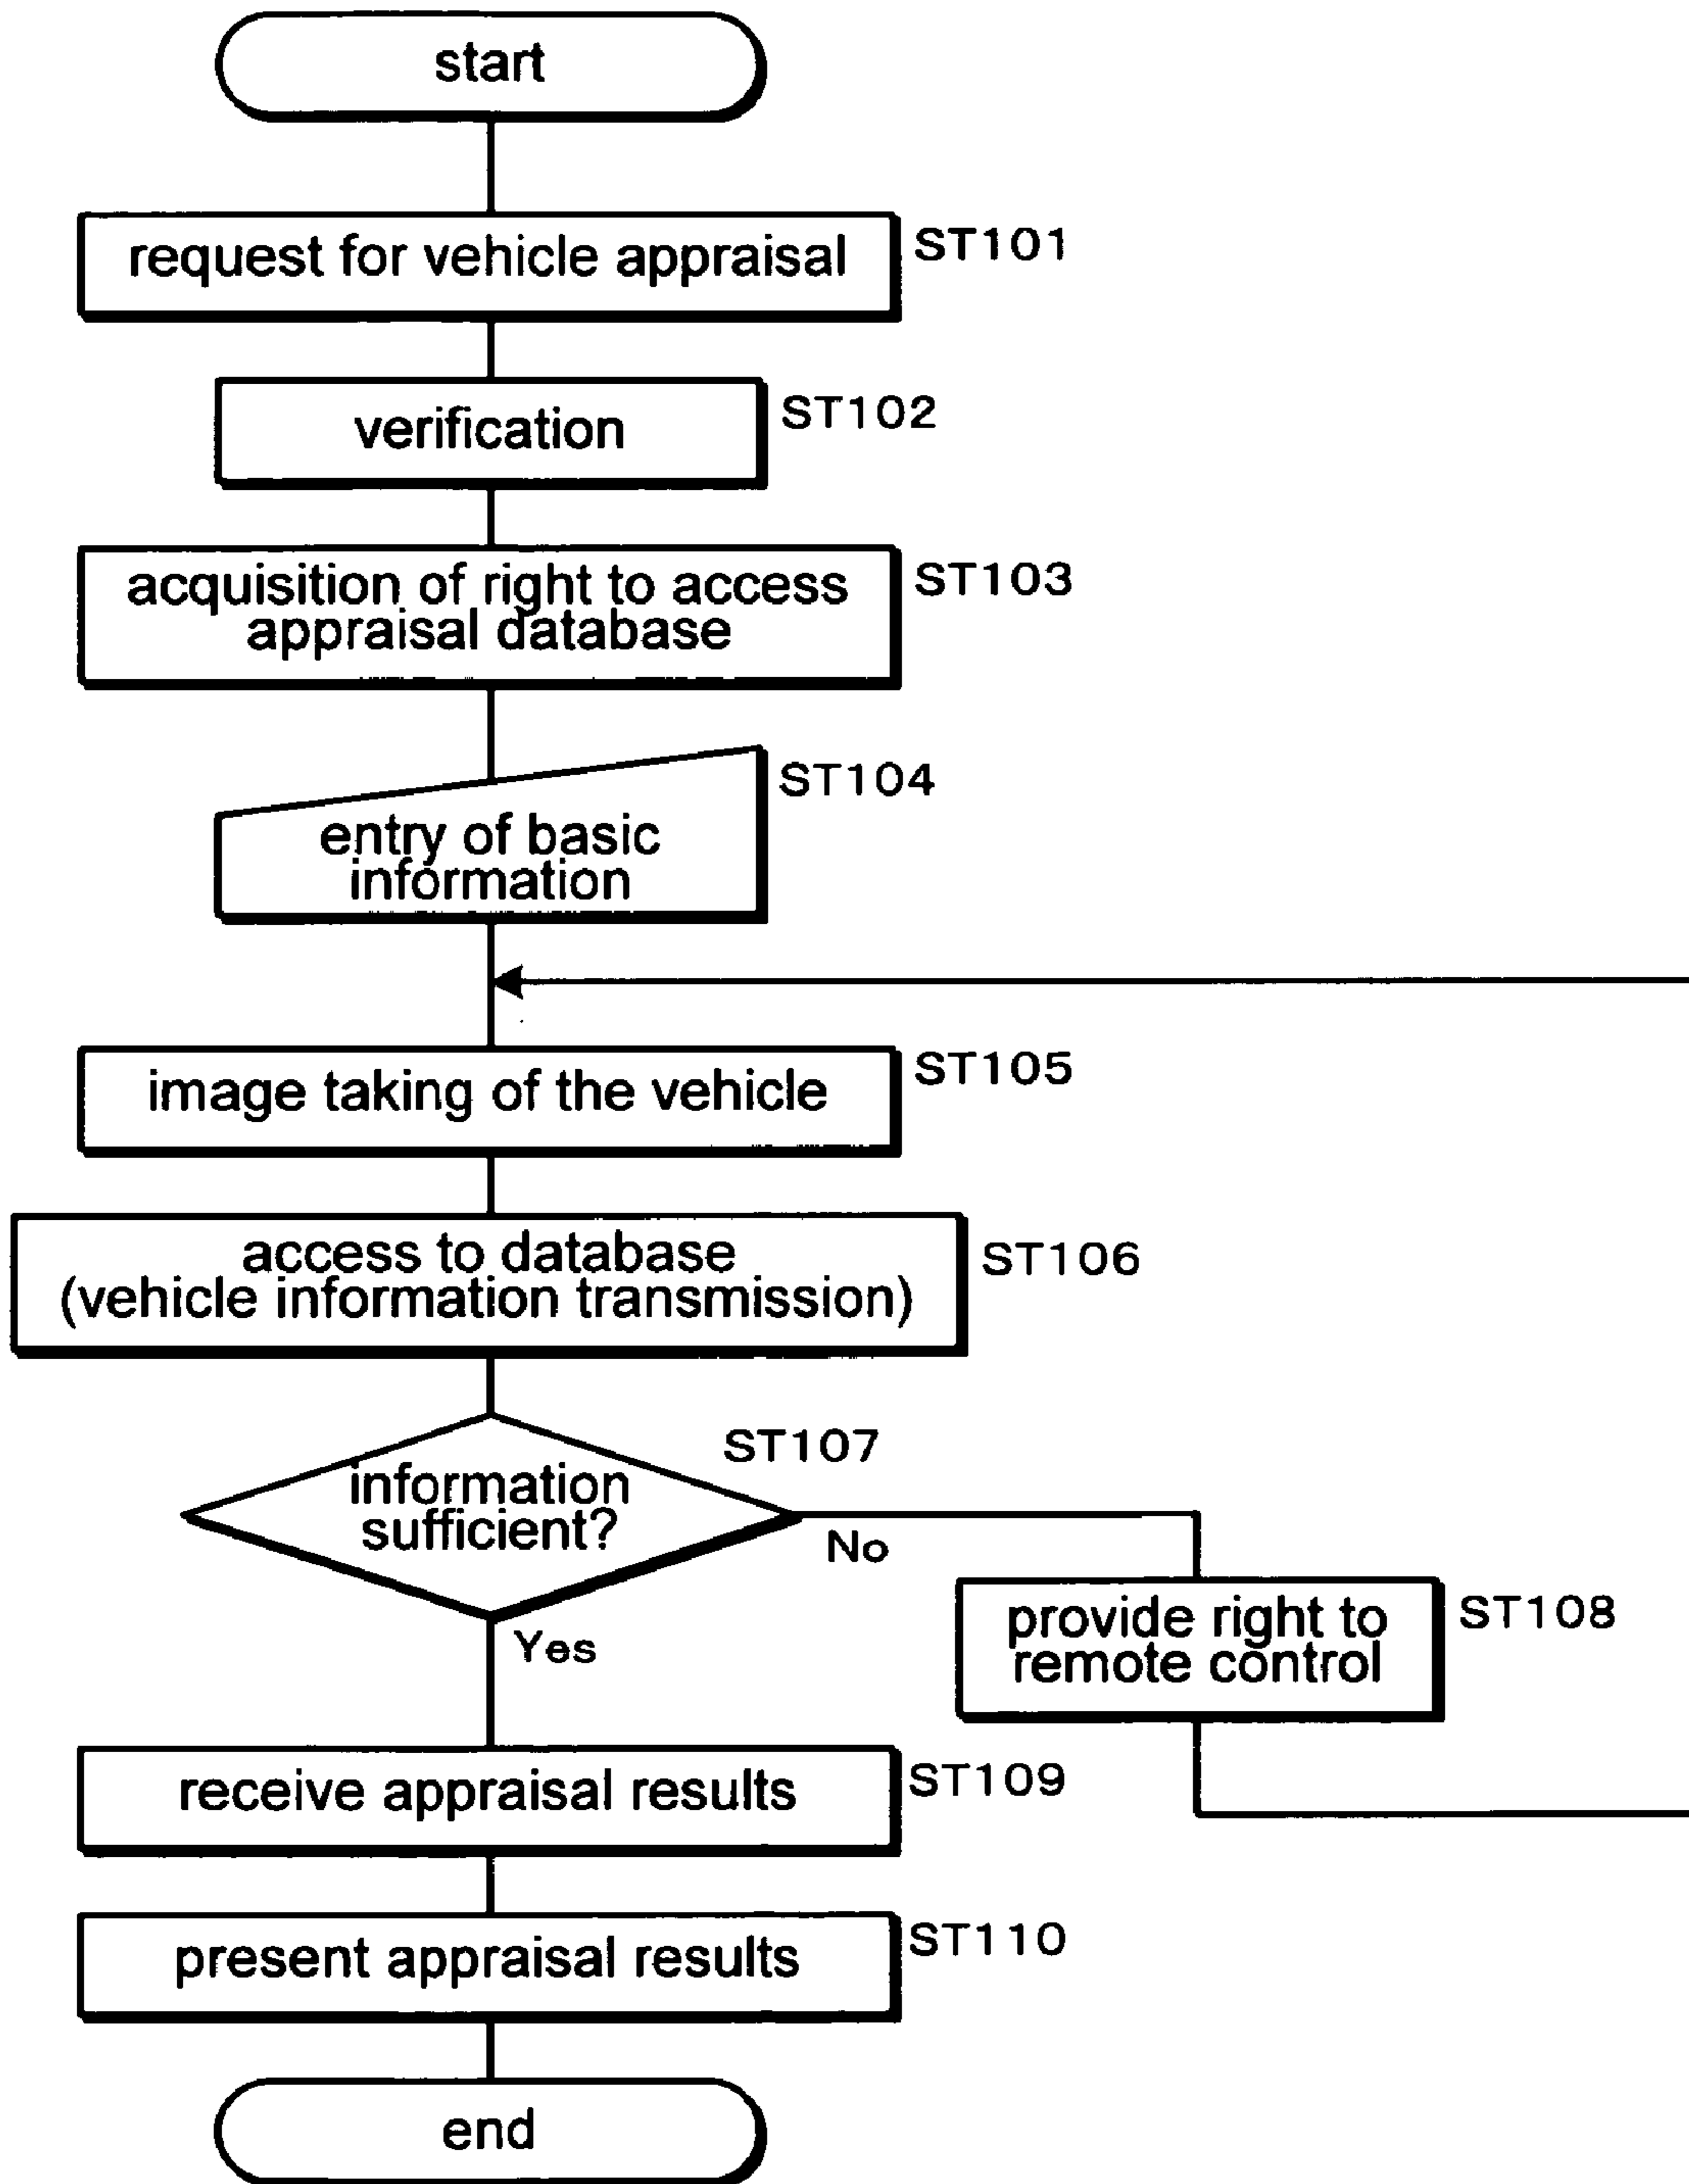 start
request for vehicle appraisal
ST101
verification
ST102
acquisition of right to access
appraisal database
ST103
ST104
entry of basic
information
image taking of the vehicle
ST105
access to database
(vehicle information transmission)
ST106
ST107
information
sufficient?
No
Yes
provide right to
remote control
ST108
receive appraisal results
ST109
present appraisal results
ST110
end